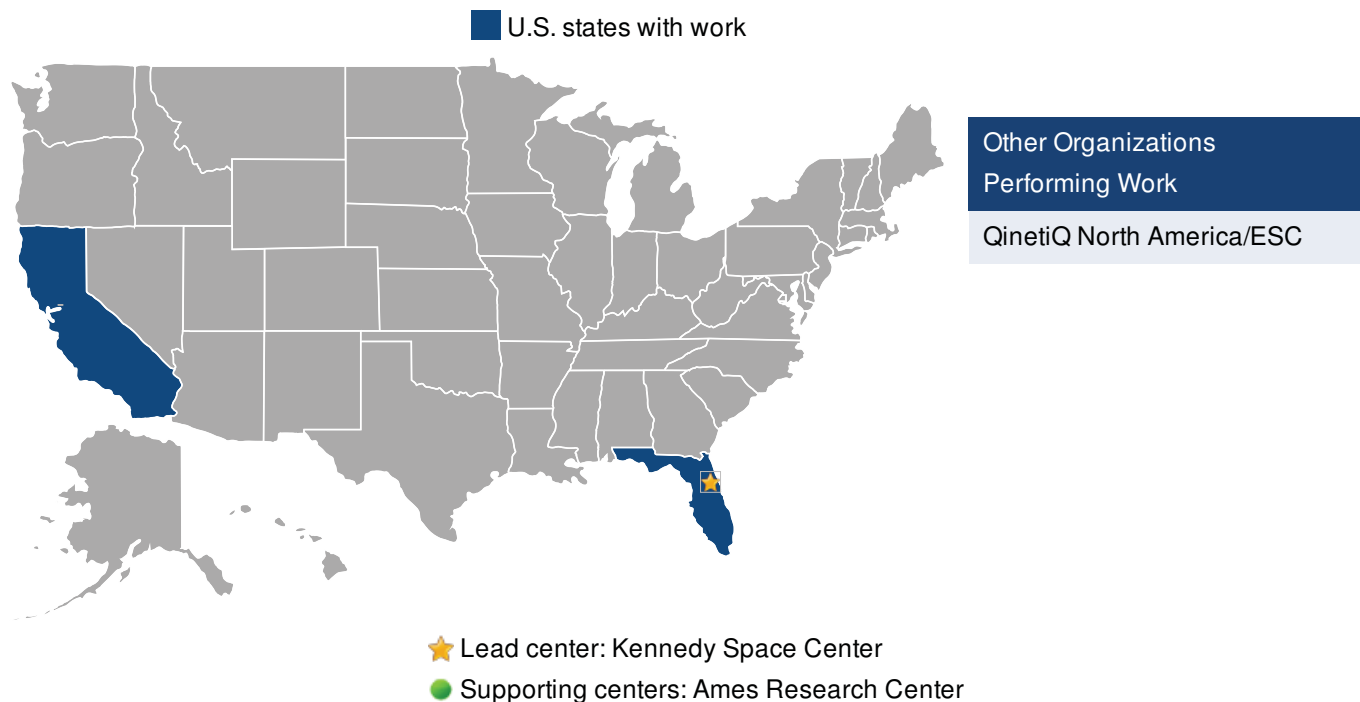 U.S. states with work
Other Organizations
Performing Work
QinetiQ North America/ESC
Lead center: Kennedy Space Center
Supporting centers: Ames Research Center